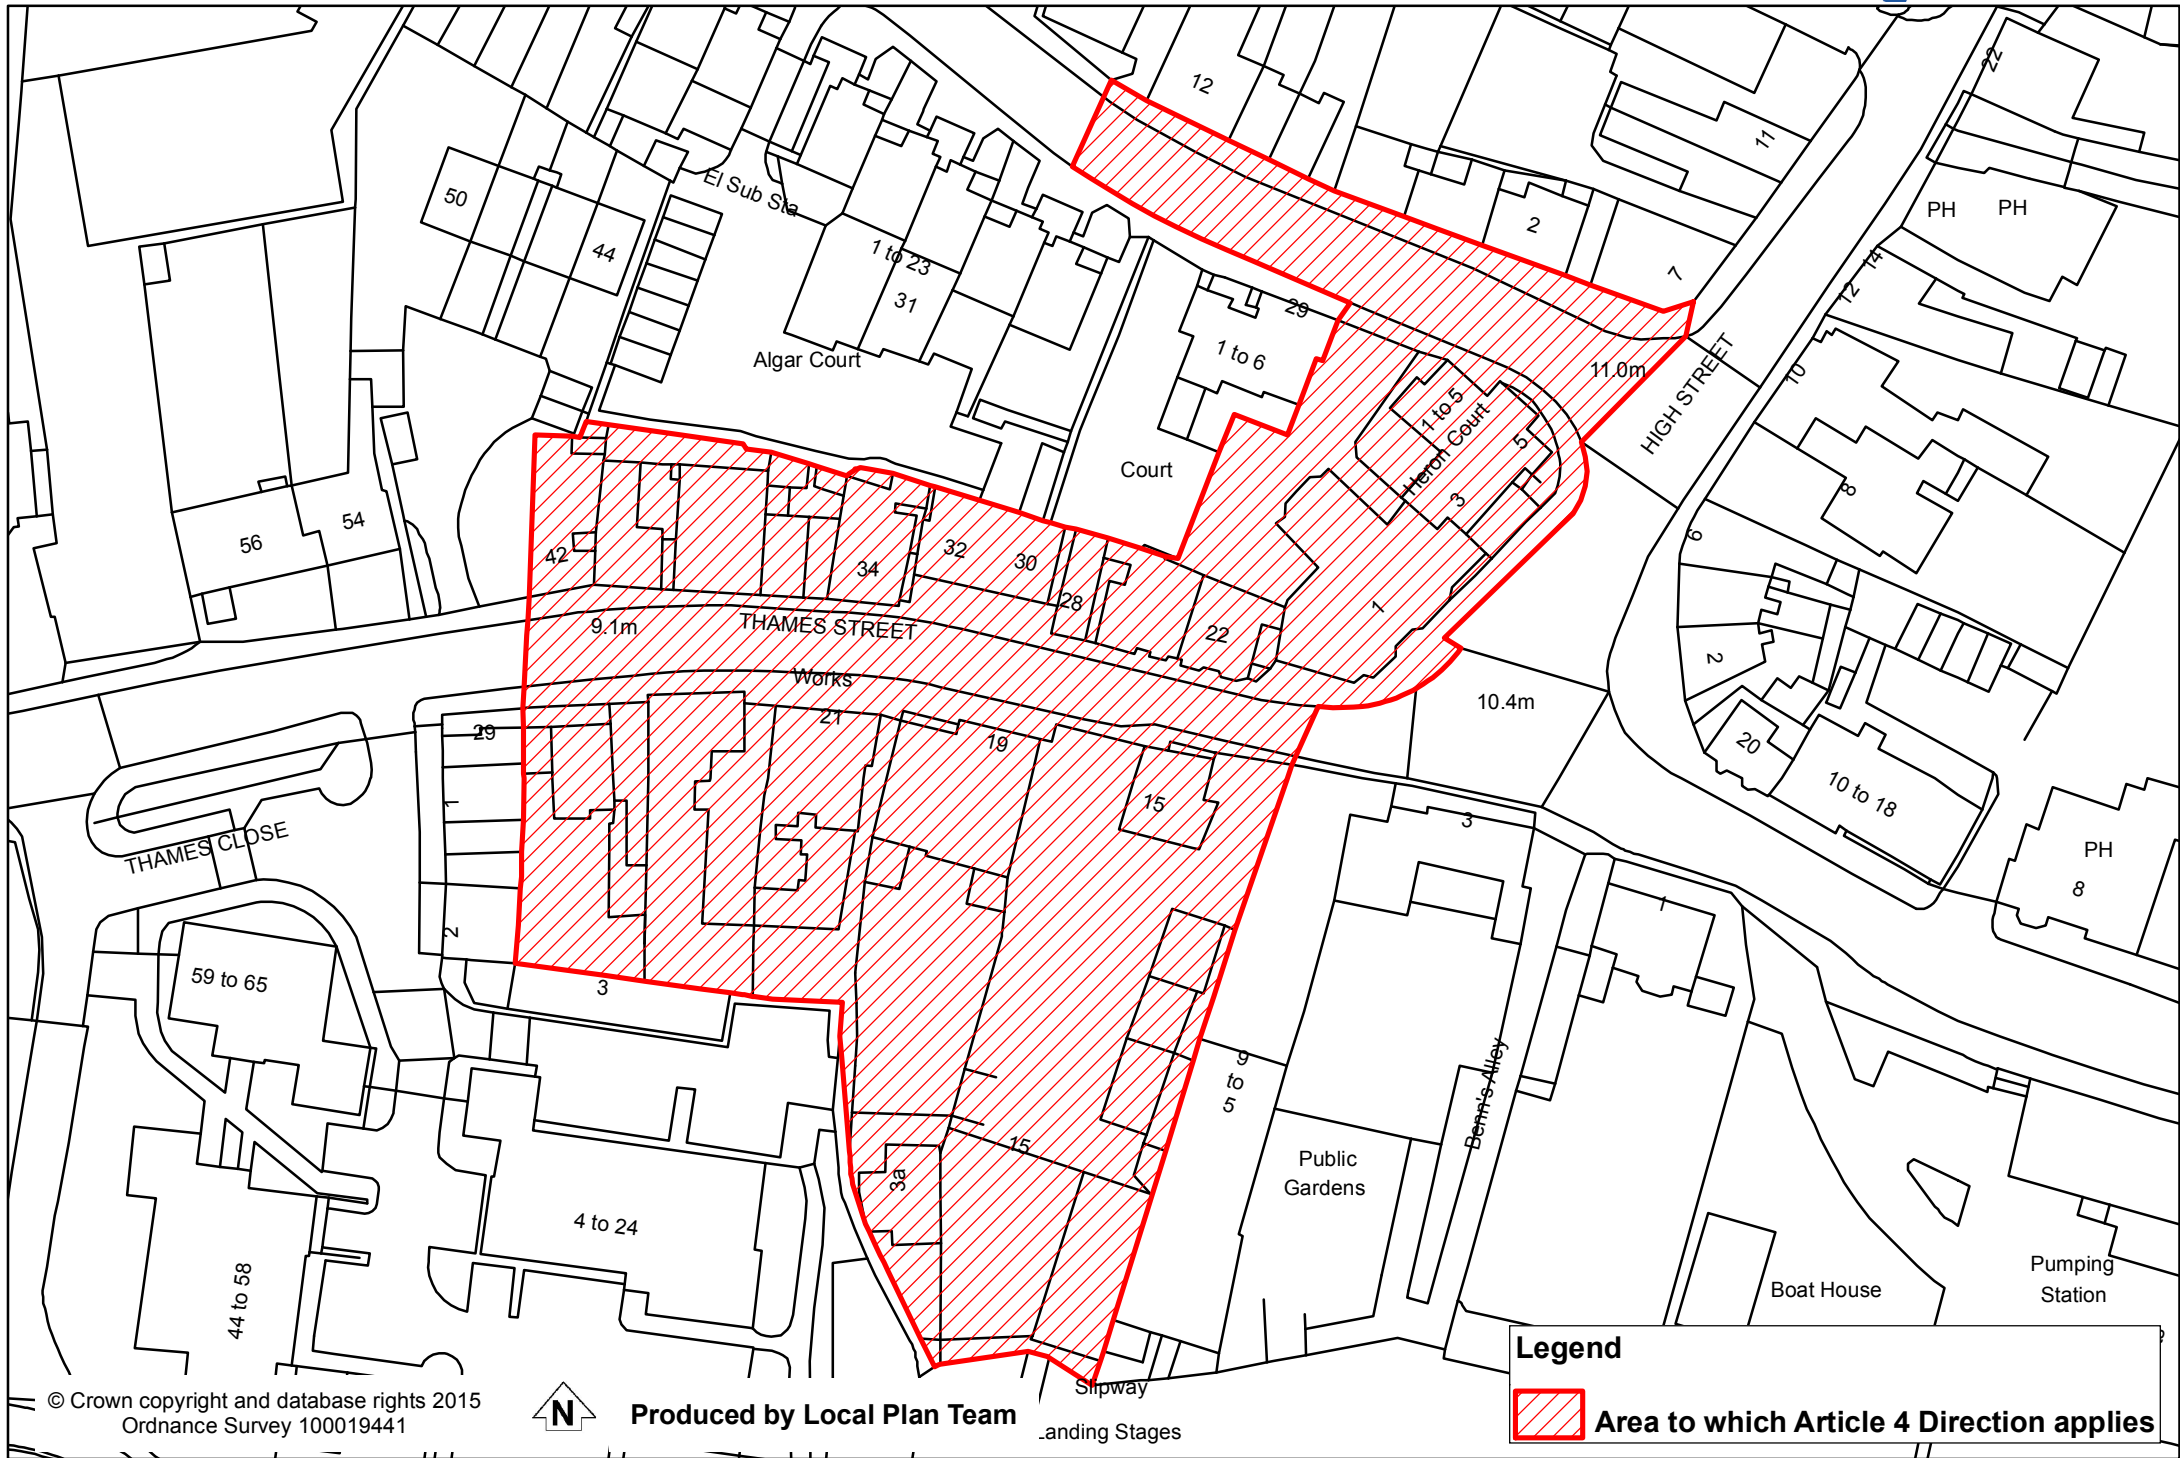 12
22
11
PH
PH
50
El Sub Sta
44
1 to 23
31
2
7
14
12
29
1 to 6
Algar Court
11.0m
HIGH STREET
10
1 to 5
Heron Court
5
3
Court
8
6
56
54
42
34
32
30
28
22
1
9.1m
THAMES STREET
Works
2
10.4m
29
21
19
20
1
15
10 to 18
3
THAMES CLOSE
PH
8
1
2
59 to 65
3
9
to
5
Benn's Alley
15
3a
Public
Gardens
4 to 24
44 to 58
Boat House
Pumping
Station
Slipway
Landing Stages
Legend
Area to which Article 4 Direction applies
© Crown copyright and database rights 2015
Ordnance Survey 100019441
N
Produced by Local Plan Team